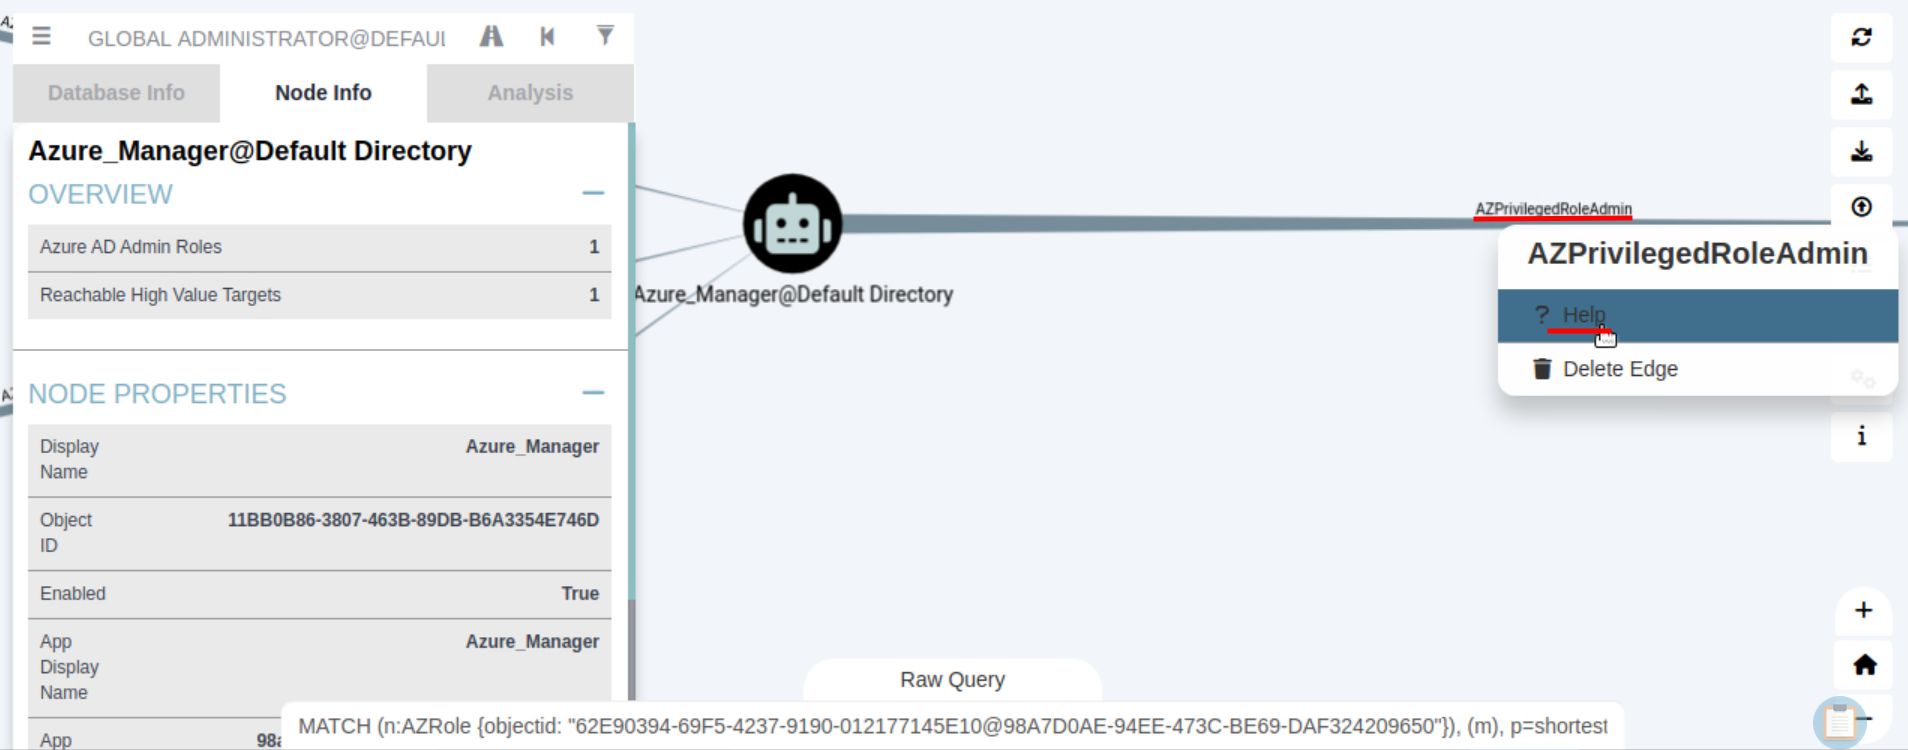 GLOBAL ADMINISTRATOR@DEFAUL
Database Info
Node Info
Analysis
Azure_Manager@Default Directory
OVERVIEW
Azure AD Admin Roles 1
Reachable High Value Targets 1
NODE PROPERTIES
Display Name Azure_Manager
Object ID 11BB0B86-3807-463B-89DB-B6A3354E746D
Enabled True
App Display Name Azure_Manager
App 98
Azure_Manager@Default Directory
AZPrivilegedRoleAdmin
AZPrivilegedRoleAdmin
? Help
Delete Edge
Raw Query
MATCH (n:AZRole {objectid: "62E90394-69F5-4237-9190-012177145E10@98A7D0AE-94EE-473C-BE69-DAF324209650"}), (m), p=shortest